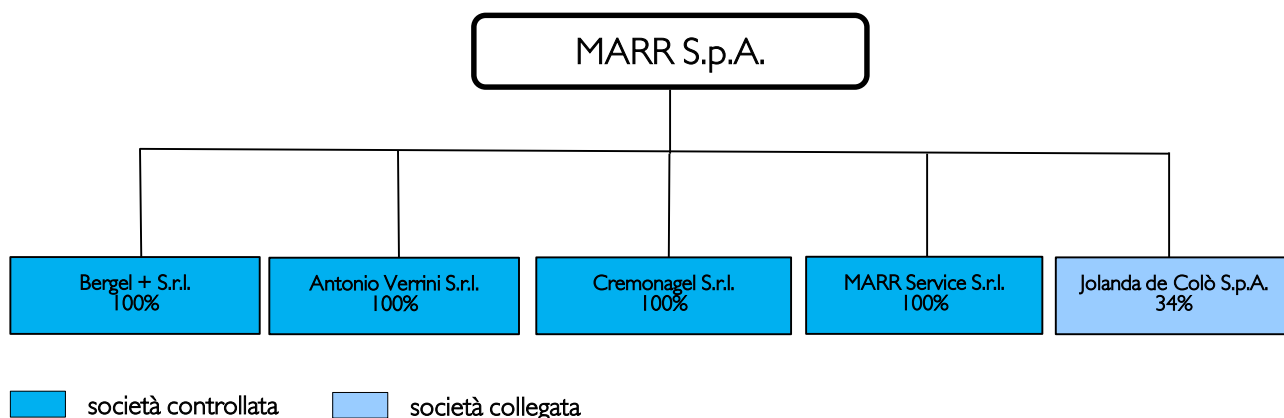 MARR S.p.A.
Bergel + S.r.l.
100%
Antonio Verrini S.r.l.
100%
Cremonagel S.r.l.
100%
MARR Service S.r.l.
100%
Jolanda de Colò S.p.A.
34%
società controllata
società collegata